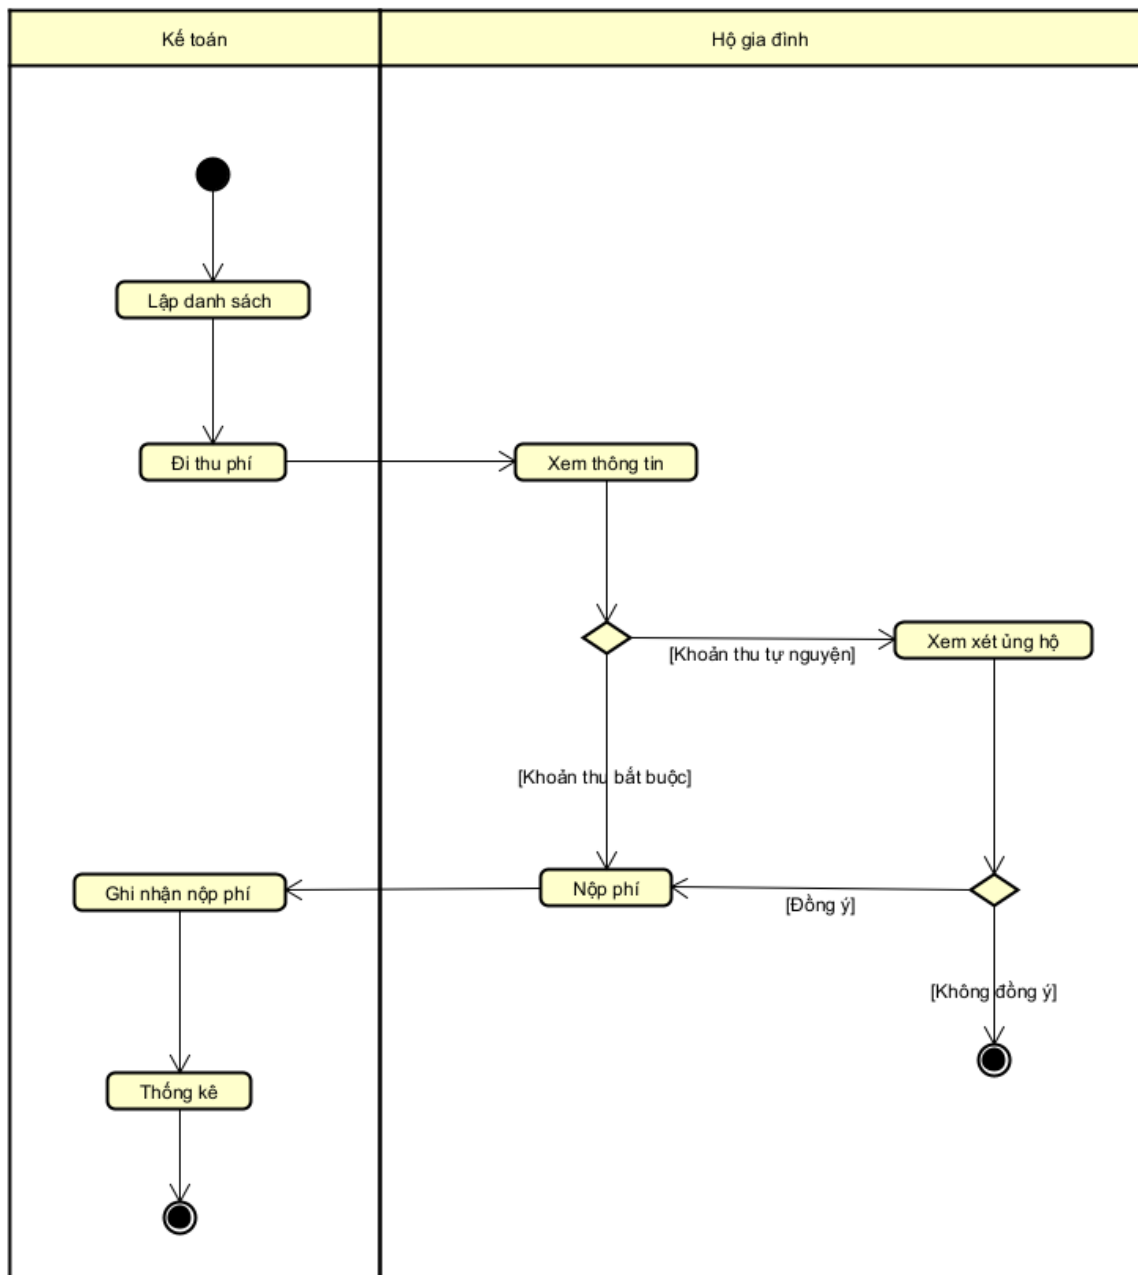 Kế toán
Hộ gia đình
Lập danh sách
Đi thu phí
Xem thông tin
[Khoản thu tự nguyện]
Xem xét ủng hộ
[Khoản thu bắt buộc]
Ghi nhận nộp phí
Nộp phí
[Đồng ý]
[Không đồng ý]
Thống kê